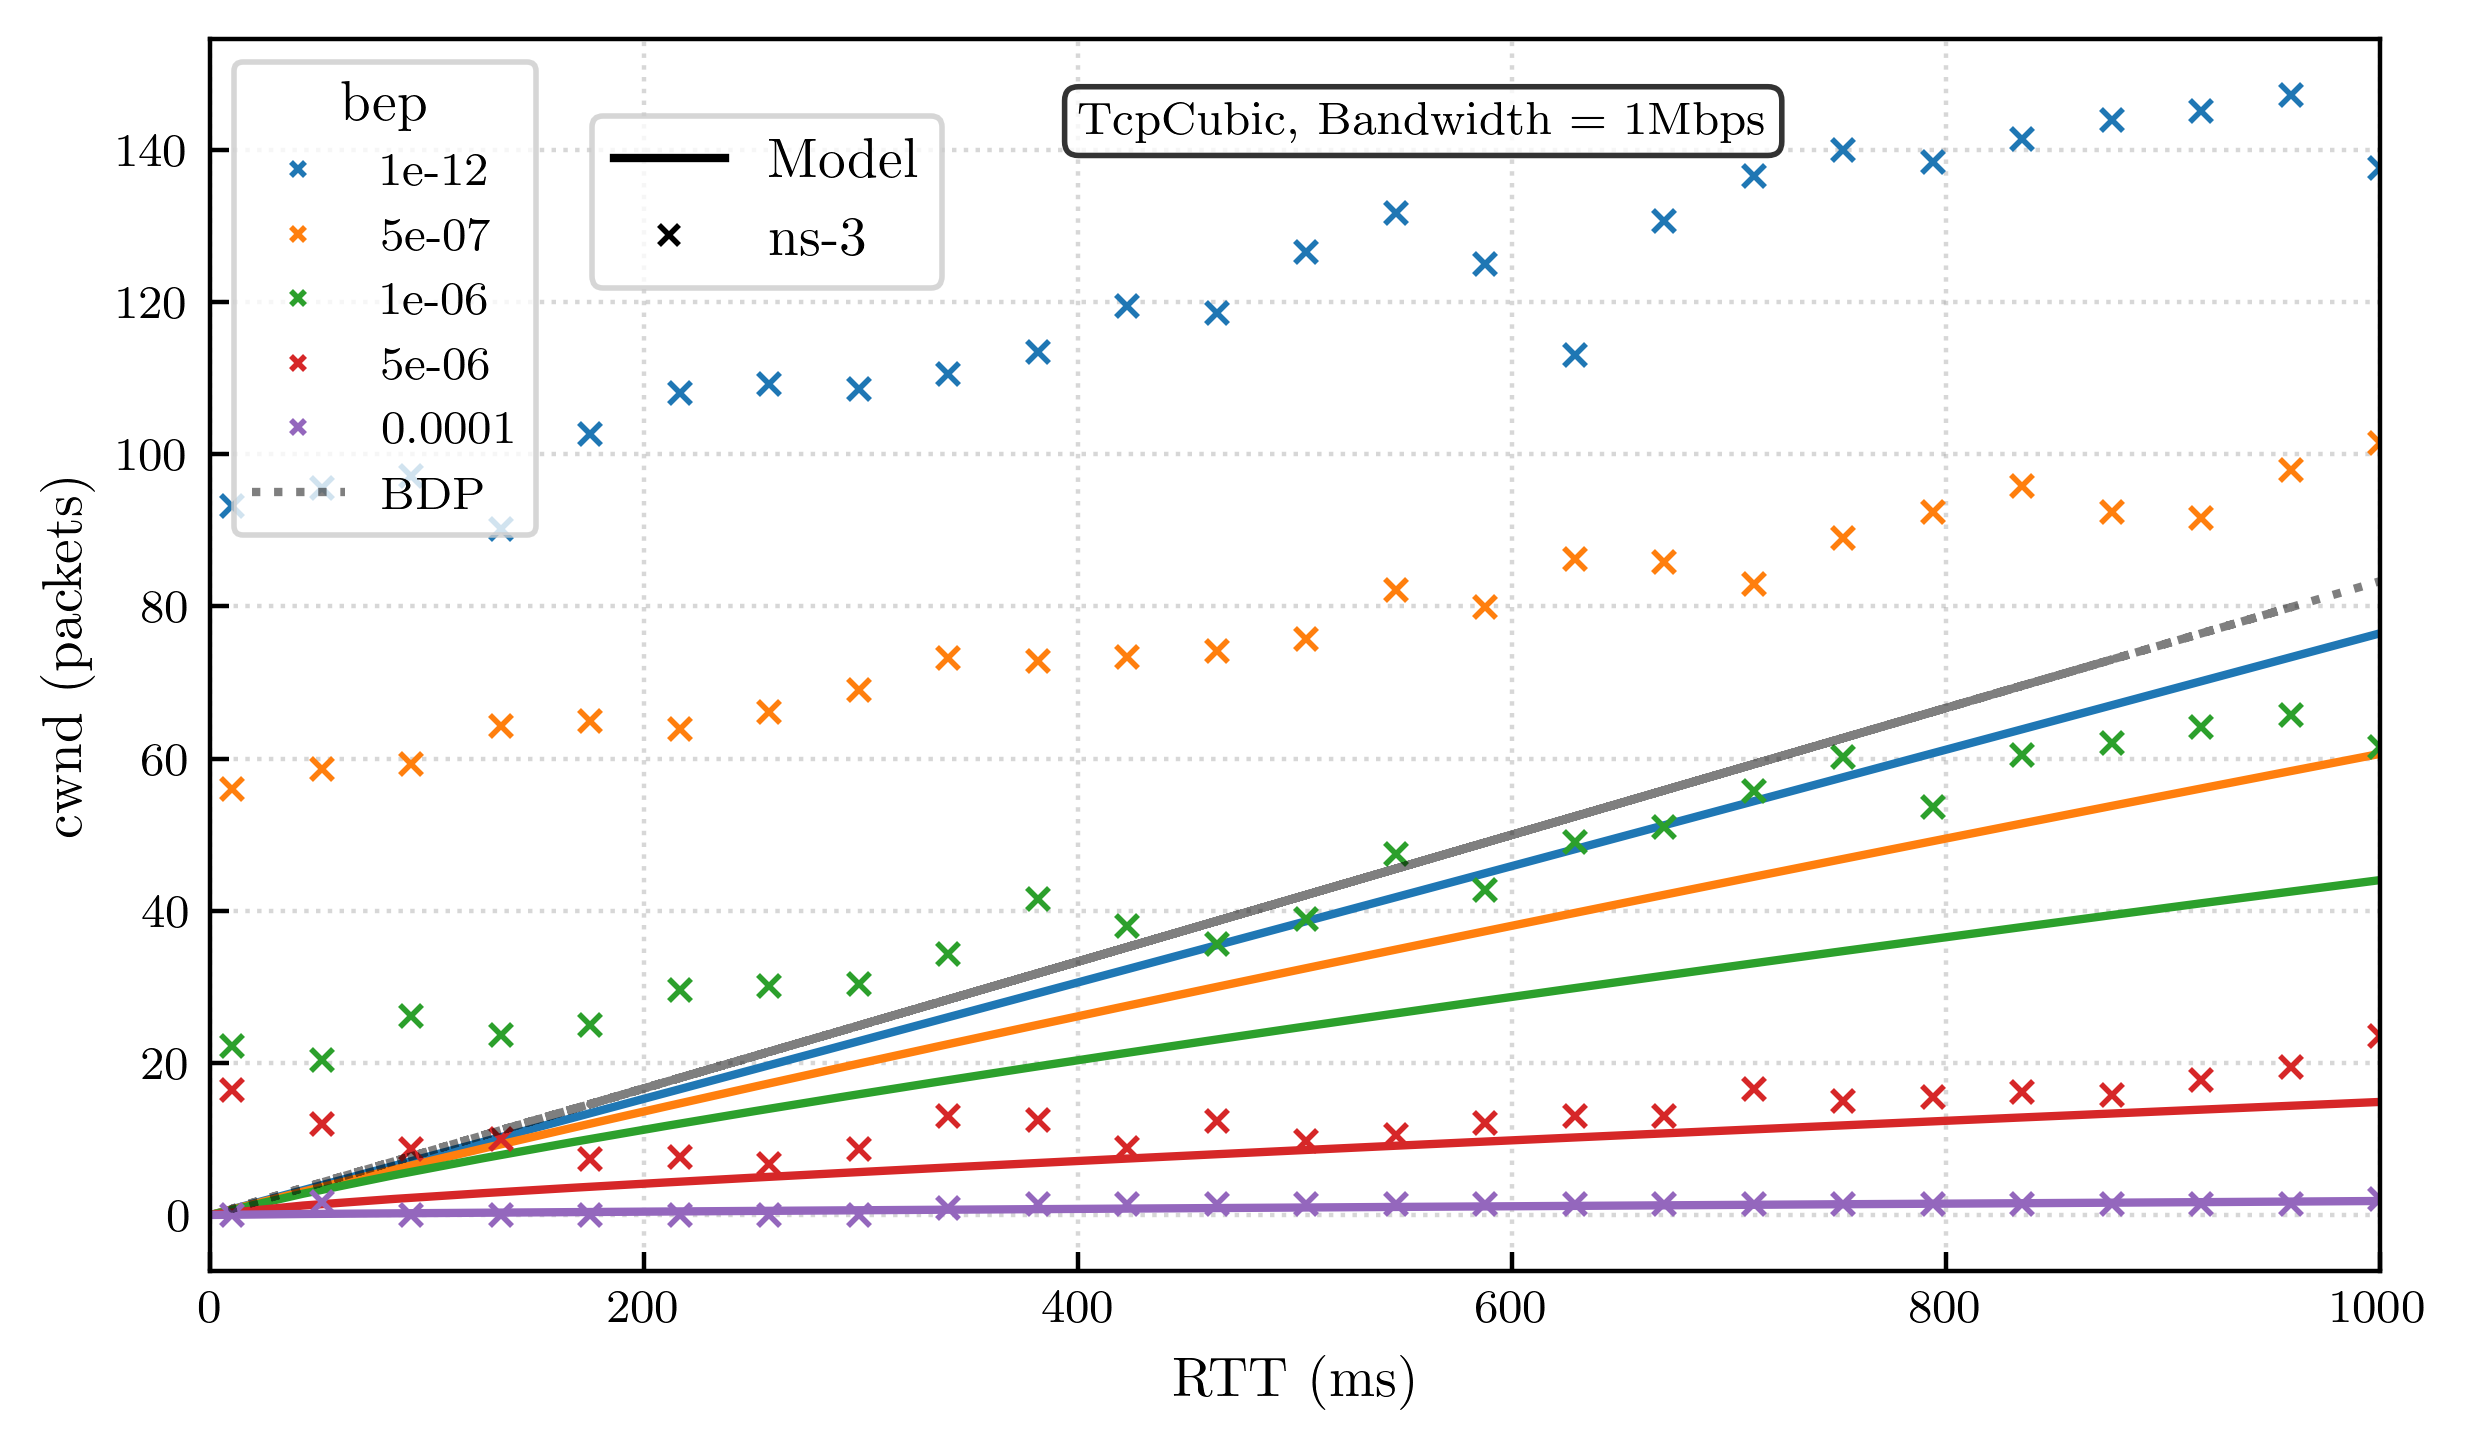 bep
1e-12
5e-07
1e-06
5e-06
0.0001
BDP
Model
ns-3
TcpCubic, Bandwidth = 1Mbps
cwnd (packets)
140
120
100
80
60
40
20
0
0 200 400 600 800 1000
RTT (ms)